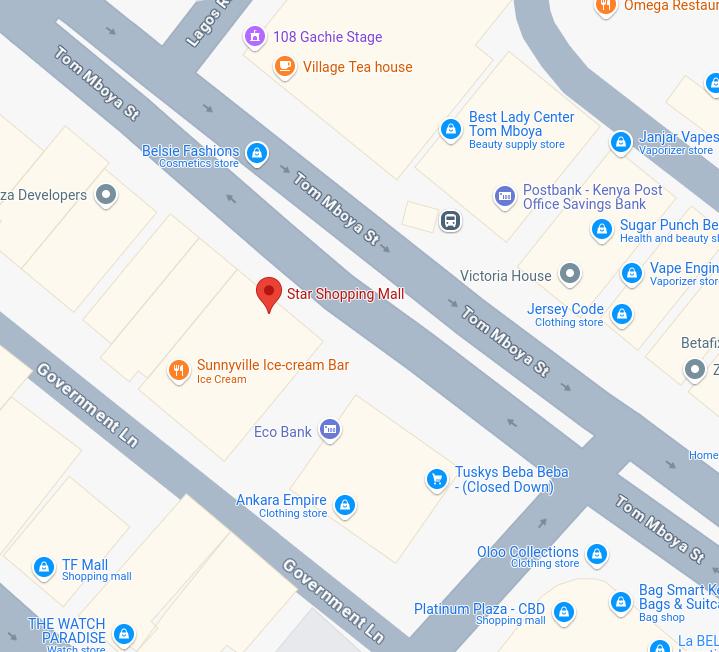 Omega Restaur
Lagos R
108 Gachie Stage
Tom Mboya St
Village Tea house
Best Lady Center
Tom Mboya
Beauty supply store
Janjar Vapes
Vaporizer store
Belsie Fashions
Cosmetics store
za Developers
Tom Mboya St
Postbank - Kenya Post
Office Savings Bank
Sugar Punch Be
Health and beauty s
Victoria House
Vape Engin
Vaporizer stor
Star Shopping Mall
Jersey Code
Clothing store
Tom Mboya St
Betafix
Z
Sunnyville Ice-cream Bar
Ice Cream
Government Ln
Eco Bank
Home
Tuskys Beba Beba
- (Closed Down)
Ankara Empire
Clothing store
Tom Mboya St
Oloo Collections
Clothing store
TF Mall
Shopping mall
Government Ln
Bag Smart Ke
Bags & Suitca
Bag shop
Platinum Plaza - CBD
Shopping mall
THE WATCH
PARADISE
Watch store
La BEL